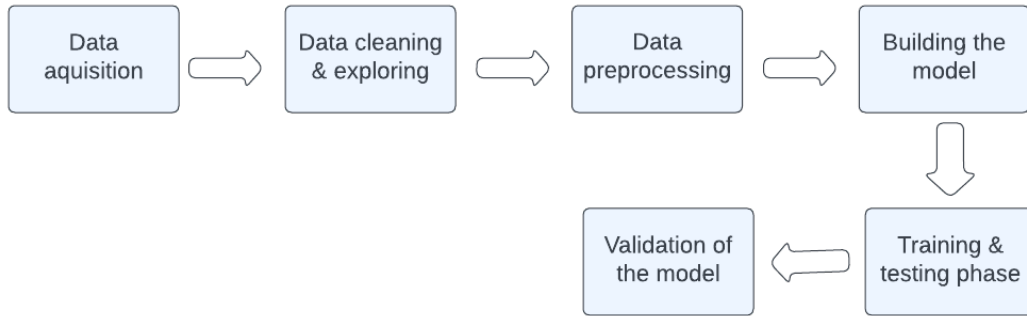 Data
aquisition
Data cleaning
& exploring
Data
preprocessing
Building the
model
Training &
testing phase
Validation of
the model